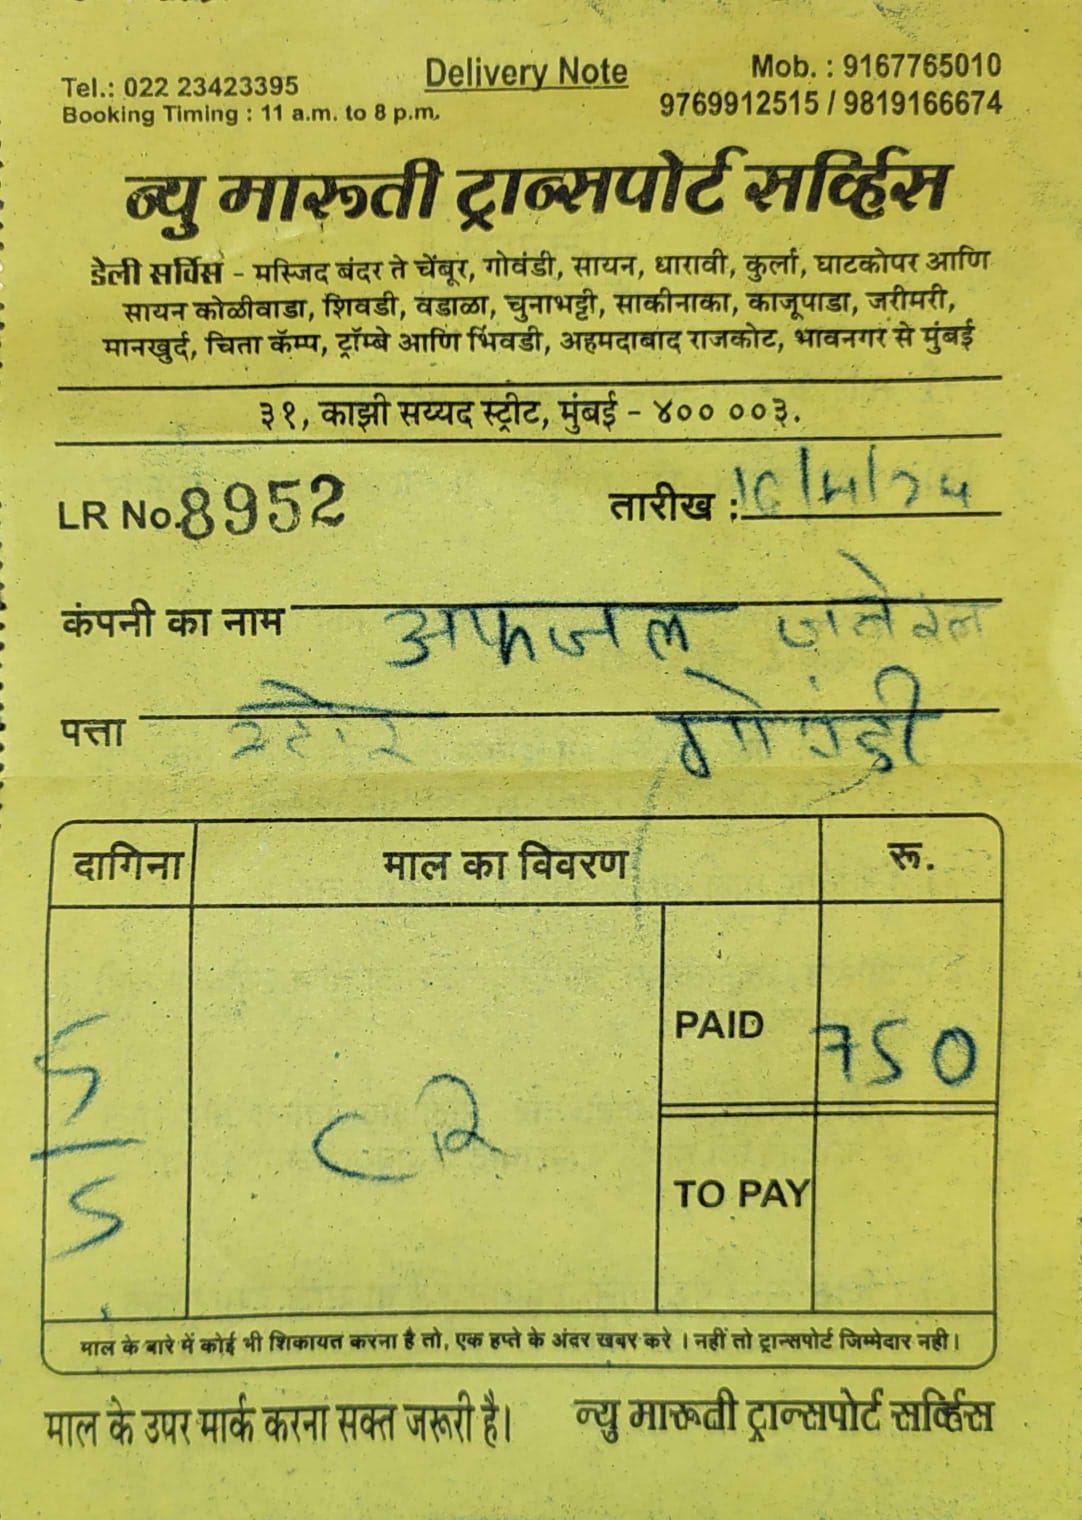 Delivery Note
Tel.: 022 23423395
Mob. : 9167765010
Booking Timing : 11 a.m. to 8 p.m.
9769912515 / 9819166674
न्यु मारूती ट्रान्सपोर्ट सर्व्हिस
डेली सर्विस - मस्जिद बंदर ते चेंबूर, गोवंडी, सायन, धारावी, कुर्ला, घाटकोपर आणि
सायन कोळीवाडा, शिवडी, वडाळा, चुनाभट्टी, साकीनाका, काजूपाडा, जरीमरी,
मानखुर्द, चिता कॅम्प, ट्रॉम्बे आणि भिंवडी, अहमदाबाद राजकोट, भावनगर से मुंबई
३१, काझी सय्यद स्ट्रीट, मुंबई - ४०० ००३.
LR No. 8952 तारीख :
कंपनी का नाम अफजल जनेरल
पत्ता स्टोर गोवंडी
दागिना माल का विवरण रू.
5/5
PAID 750
TO PAY
माल के बारे में कोई भी शिकायत करना है तो, एक हप्ते के अंदर खबर करे । नहीं तो ट्रान्सपोर्ट जिम्मेदार नही ।
माल के उपर मार्क करना सक्त जरूरी है। न्यु मारूती ट्रान्सपोर्ट सर्व्हिस